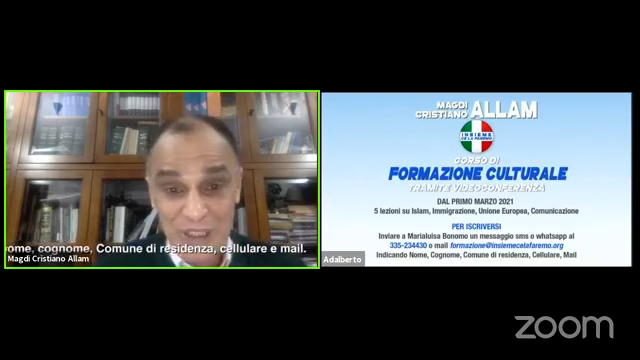 ome, cognome, Comune di residenza, cellulare e mail.
Magdi Cristiano Allam
MAGDI
CRISTIANO ALLAM
INSIEME
CE LA FAREMO
CORSO DI
FORMAZIONE CULTURALE
TRAMITE VIDEOCONFERENZA
DAL PRIMO MARZO 2021
5 lezioni su Islam, Immigrazione, Unione Europea, Comunicazione
PER ISCRIVERSI
Inviare a Marialuisa Bonomo un messaggio sms o whatsapp al
335-234430 o mail formazione@insiemecelafaremo.org
Indicando Nome, Cognome, Comune di residenza, Cellulare, Mail
Adalberto
zoom